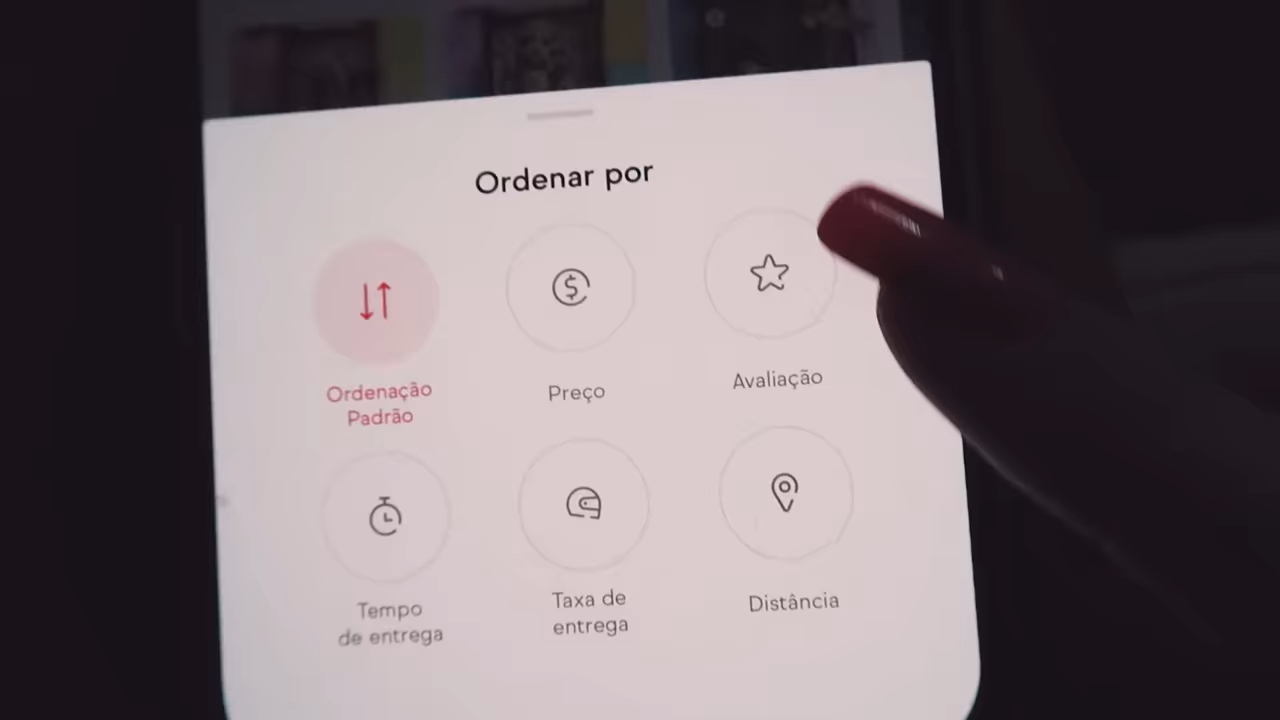 Ordenar por
Ordenação
Padrão
Preço
Avaliação
Tempo
de entrega
Taxa de
entrega
Distância